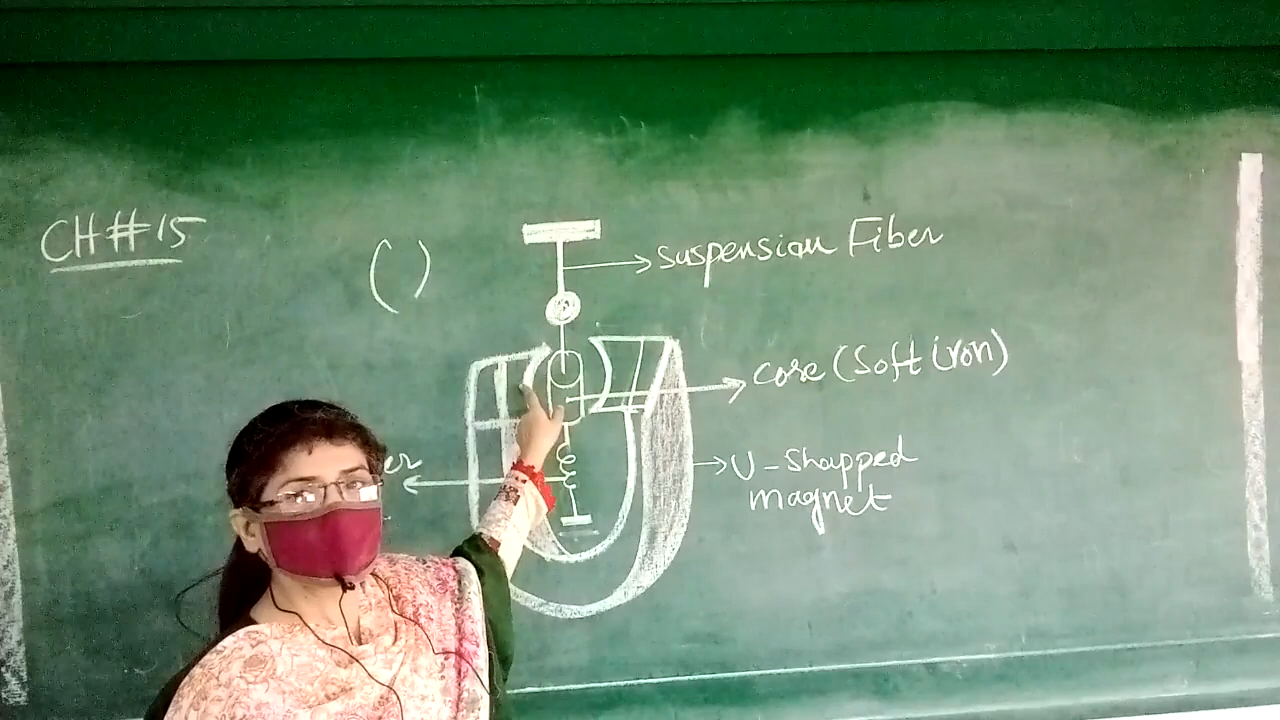 CH#15
( )
suspension Fiber
core (Soft iron)
U-Shapped
magnet